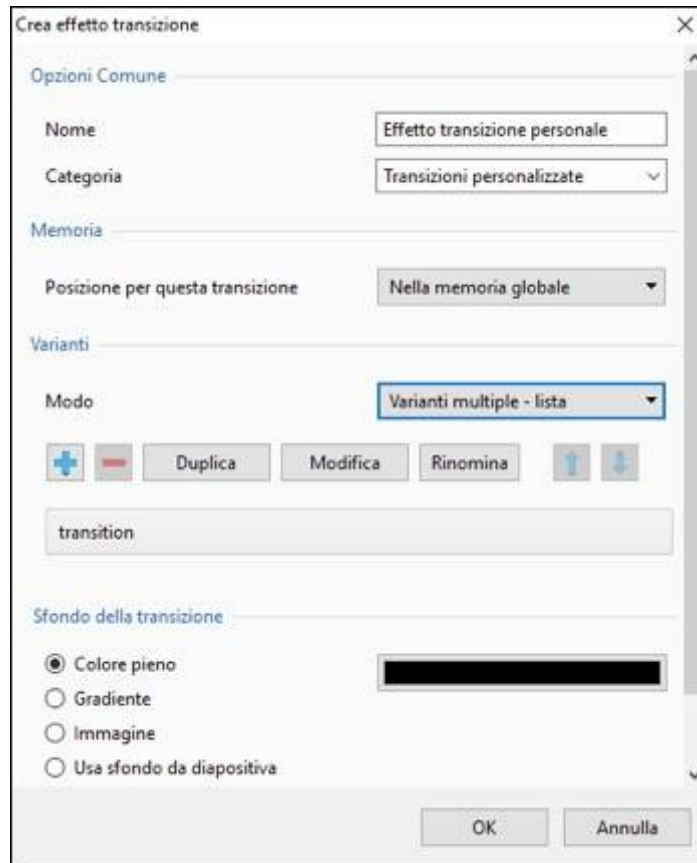 Crea effetto transizione
Opzioni Comune
Nome
Effetto transizione personale
Categoria
Transizioni personalizzate
Memoria
Posizione per questa transizione
Nella memoria globale
Varianti
Modo
Varianti multiple - lista
Duplica
Modifica
Rinomina
transition
Sfondo della transizione
Colore pieno
Gradiente
Immagine
Usa sfondo da diapositiva
OK
Annulla